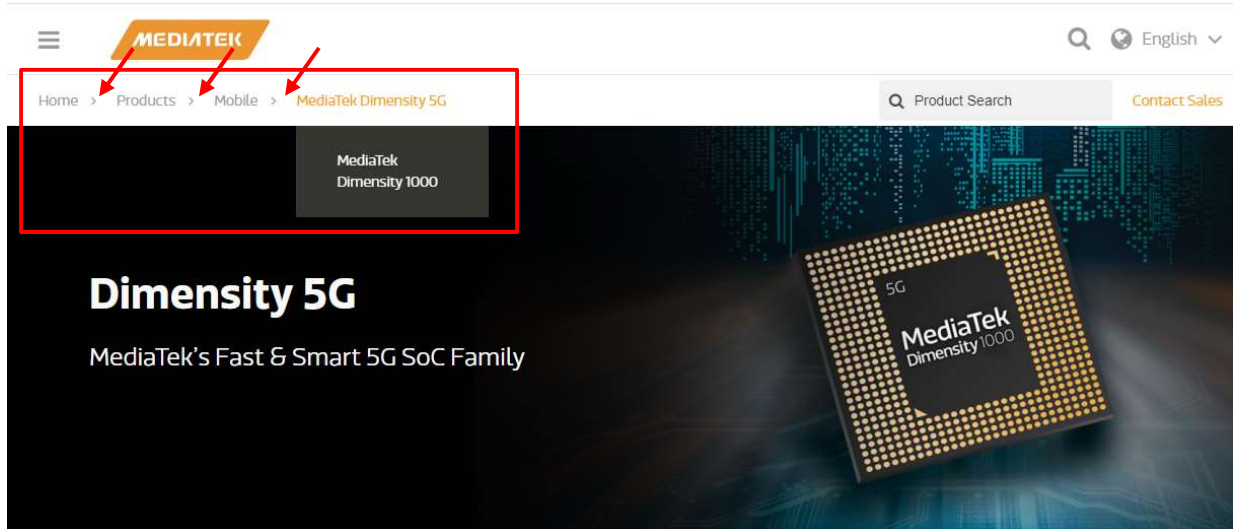 MEDIATEK
English
Home > Products > Mobile > MediaTek Dimensity 5G
Product Search
Contact Sales
MediaTek
Dimensity 1000
Dimensity 5G
MediaTek's Fast & Smart 5G SoC Family
5G
MediaTek
Dimensity 1000